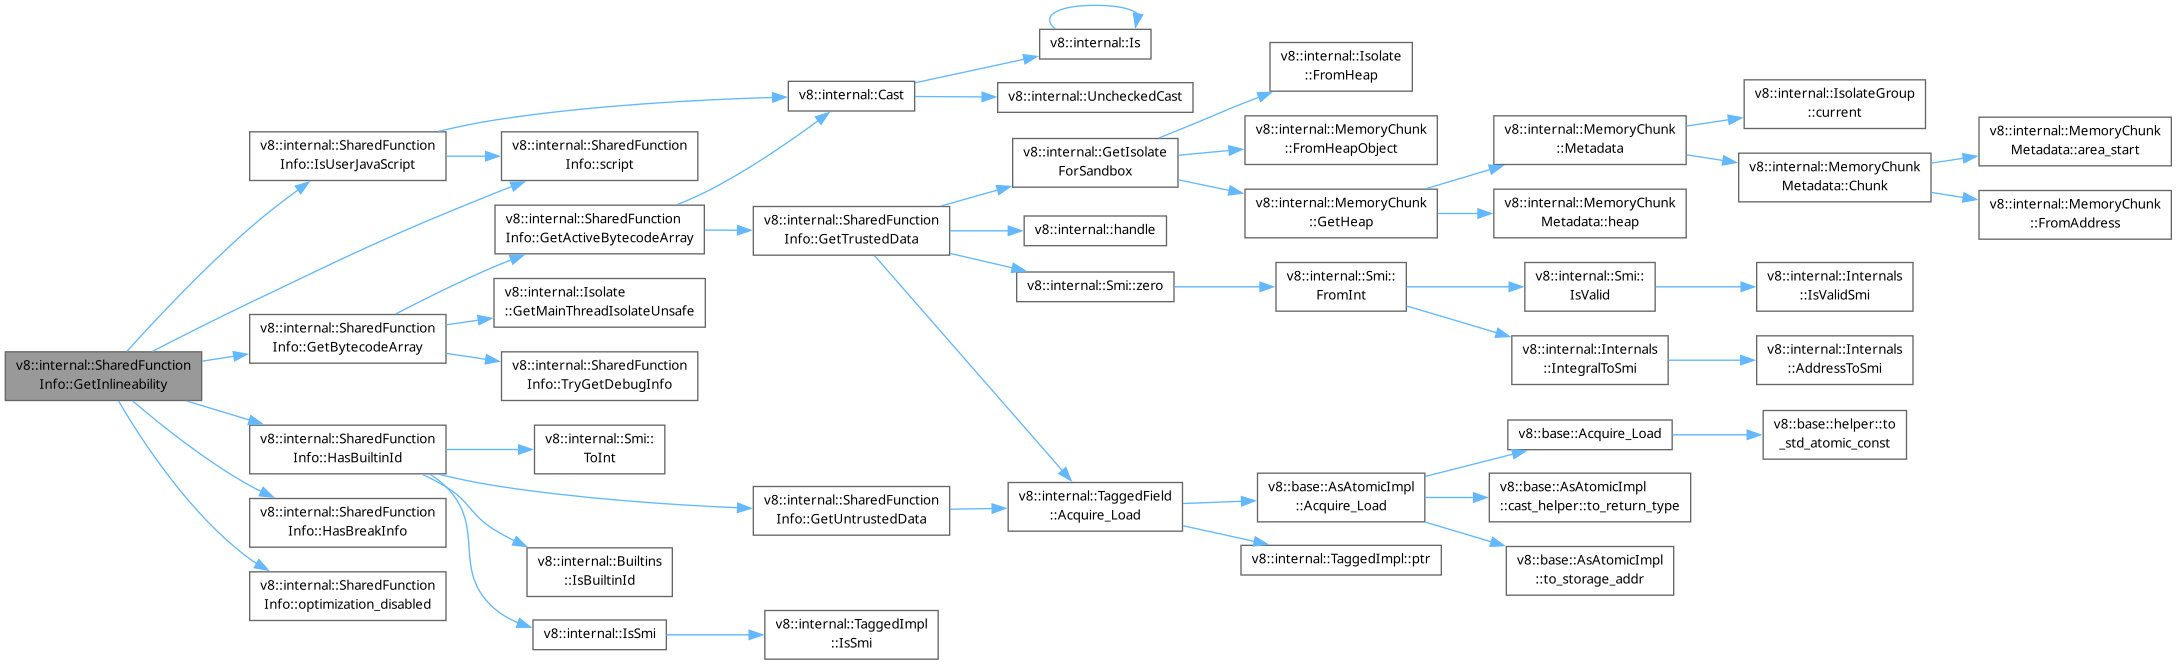 v8::internal::SharedFunction
Info::GetInlineability
v8::internal::SharedFunction
Info::IsUserJavaScript
v8::internal::SharedFunction
Info::GetBytecodeArray
v8::internal::SharedFunction
Info::HasBuiltinId
v8::internal::SharedFunction
Info::HasBreakInfo
v8::internal::SharedFunction
Info::optimization_disabled
v8::internal::SharedFunction
Info::script
v8::internal::SharedFunction
Info::GetActiveBytecodeArray
v8::internal::Isolate
::GetMainThreadIsolateUnsafe
v8::internal::SharedFunction
Info::TryGetDebugInfo
v8::internal::Smi::
ToInt
v8::internal::Builtins
::IsBuiltinId
v8::internal::IsSmi
v8::internal::Cast
v8::internal::SharedFunction
Info::GetTrustedData
v8::internal::SharedFunction
Info::GetUntrustedData
v8::internal::TaggedImpl
::IsSmi
v8::internal::Is
v8::internal::UncheckedCast
v8::internal::GetIsolate
ForSandbox
v8::internal::handle
v8::internal::Smi::zero
v8::internal::TaggedField
::Acquire_Load
v8::internal::Isolate
::FromHeap
v8::internal::MemoryChunk
::FromHeapObject
v8::internal::MemoryChunk
::GetHeap
v8::internal::Smi::
FromInt
v8::base::AsAtomicImpl
::Acquire_Load
v8::internal::TaggedImpl::ptr
v8::internal::MemoryChunk
::Metadata
v8::internal::MemoryChunk
Metadata::heap
v8::internal::Smi::
IsValid
v8::internal::Internals
::IntegralToSmi
v8::base::Acquire_Load
v8::base::AsAtomicImpl
::cast_helper::to_return_type
v8::base::AsAtomicImpl
::to_storage_addr
v8::internal::IsolateGroup
::current
v8::internal::MemoryChunk
Metadata::Chunk
v8::internal::Internals
::IsValidSmi
v8::internal::Internals
::AddressToSmi
v8::base::helper::to
_std_atomic_const
v8::internal::MemoryChunk
Metadata::area_start
v8::internal::MemoryChunk
::FromAddress